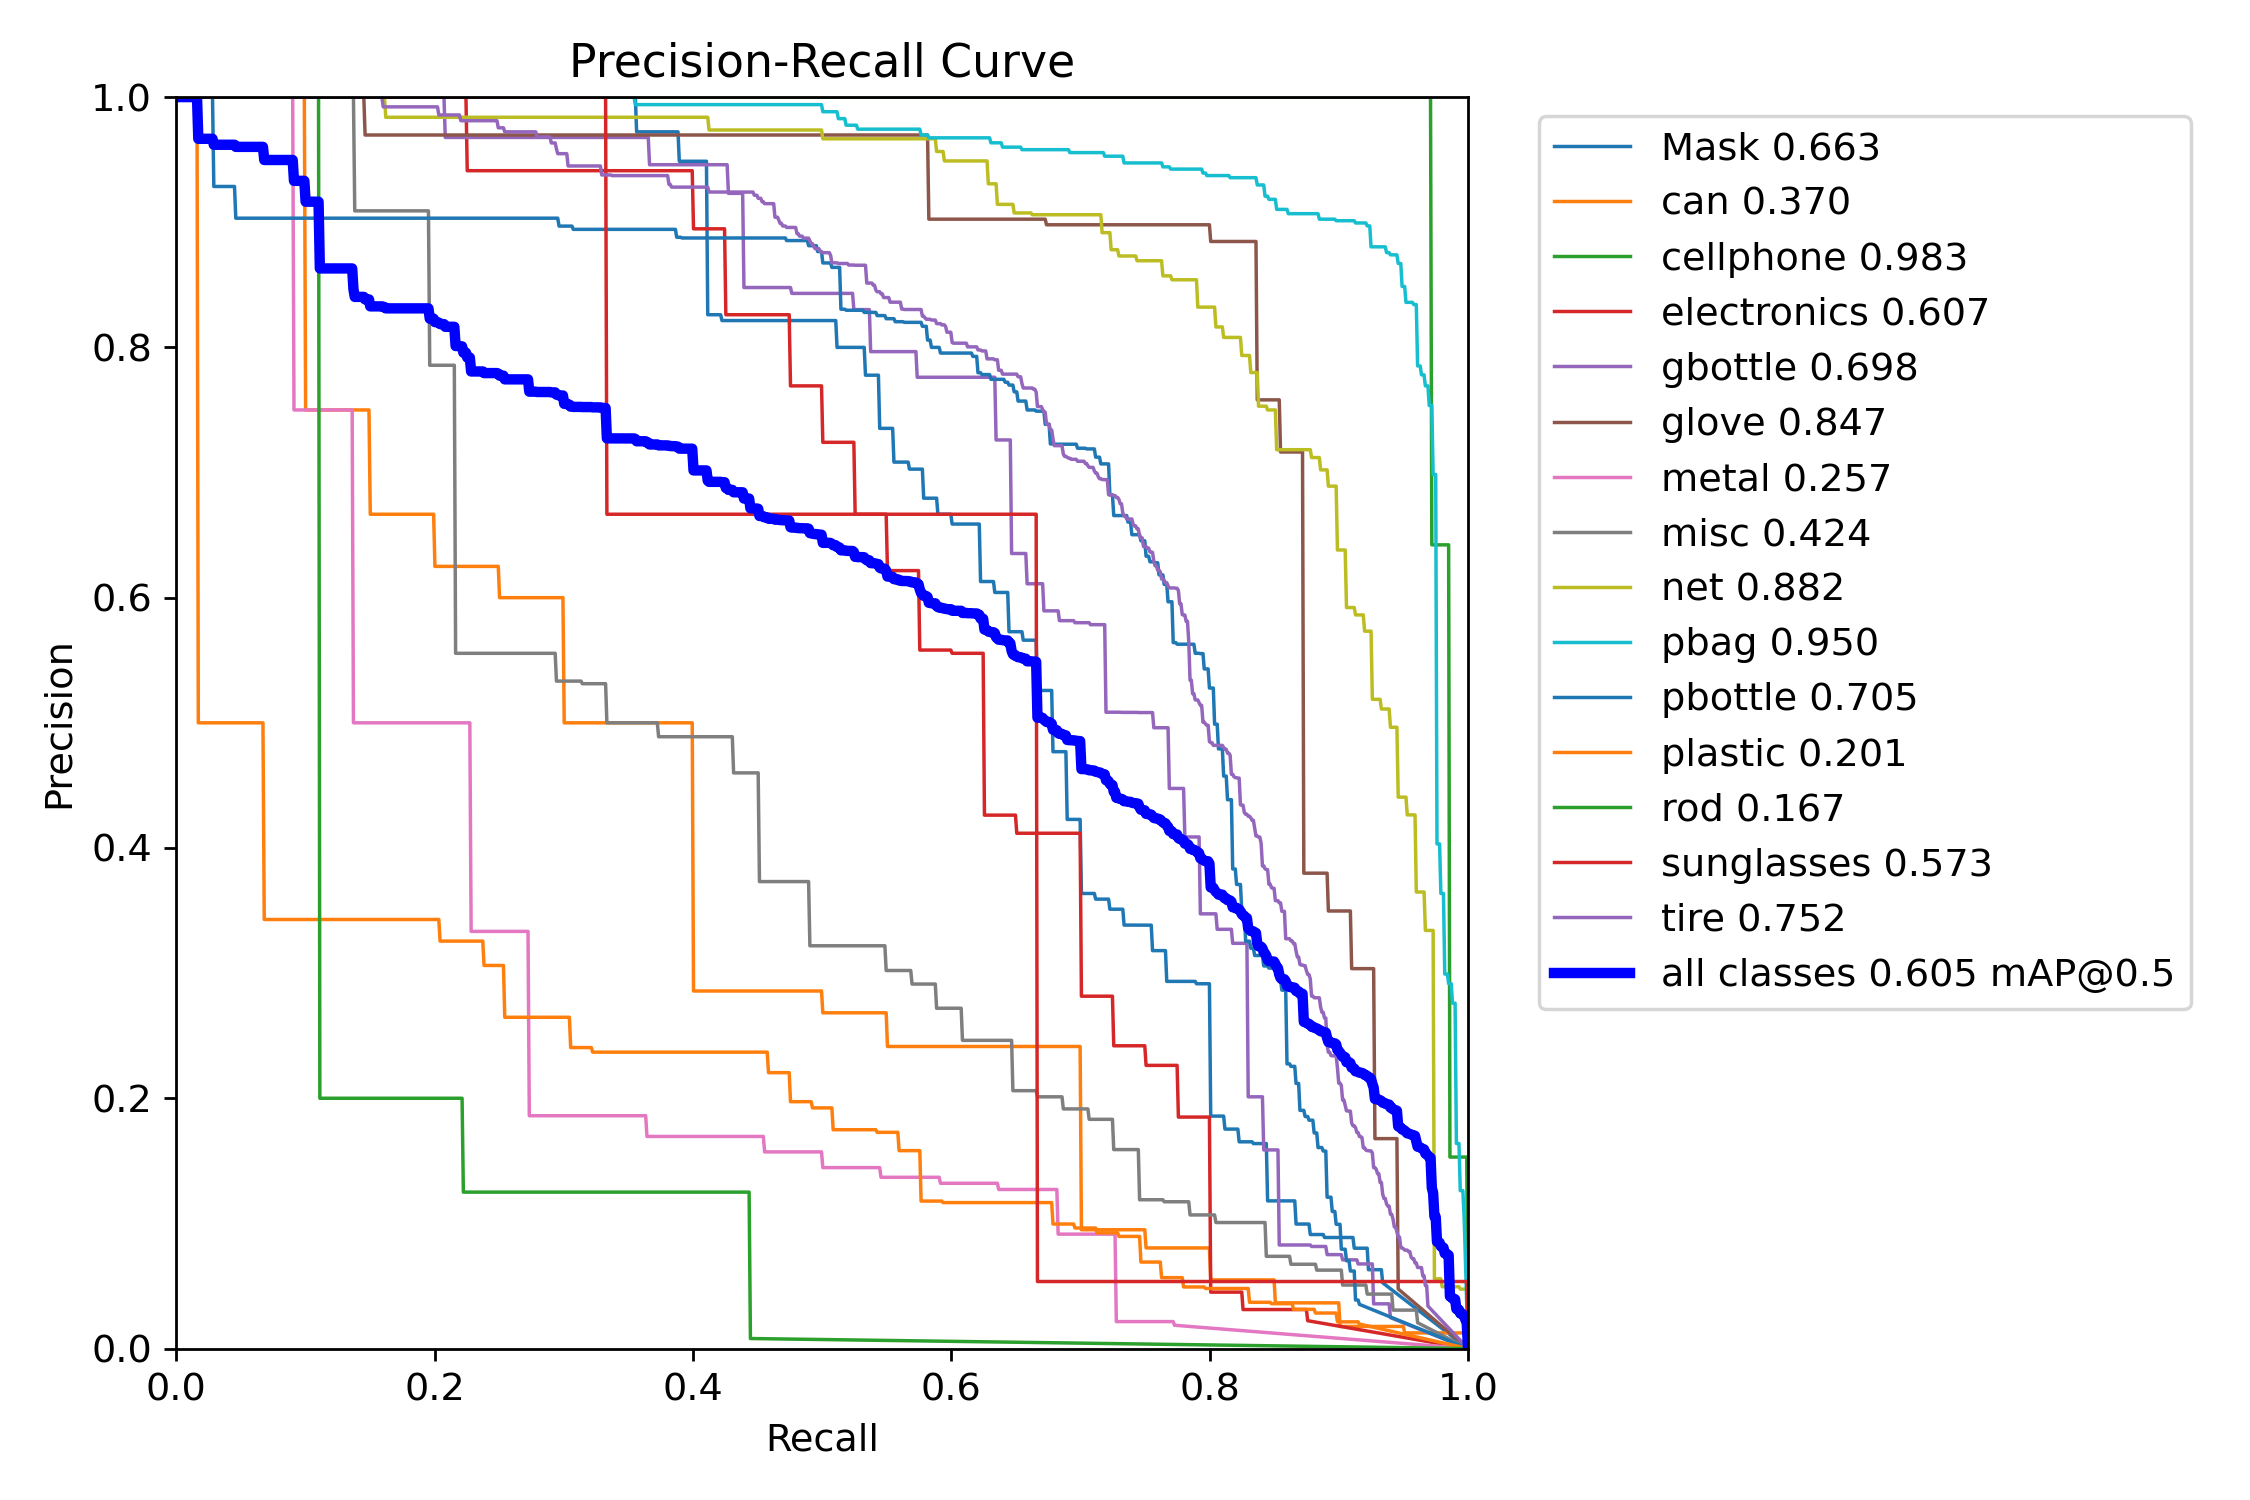 Precision-Recall Curve
1.0
0.8
0.6
0.4
0.2
0.0
Precision
0.0 0.2 0.4 0.6 0.8 1.0
Recall
Mask 0.663
can 0.370
cellphone 0.983
electronics 0.607
gbottle 0.698
glove 0.847
metal 0.257
misc 0.424
net 0.882
pbag 0.950
pbottle 0.705
plastic 0.201
rod 0.167
sunglasses 0.573
tire 0.752
all classes 0.605 mAP@0.5